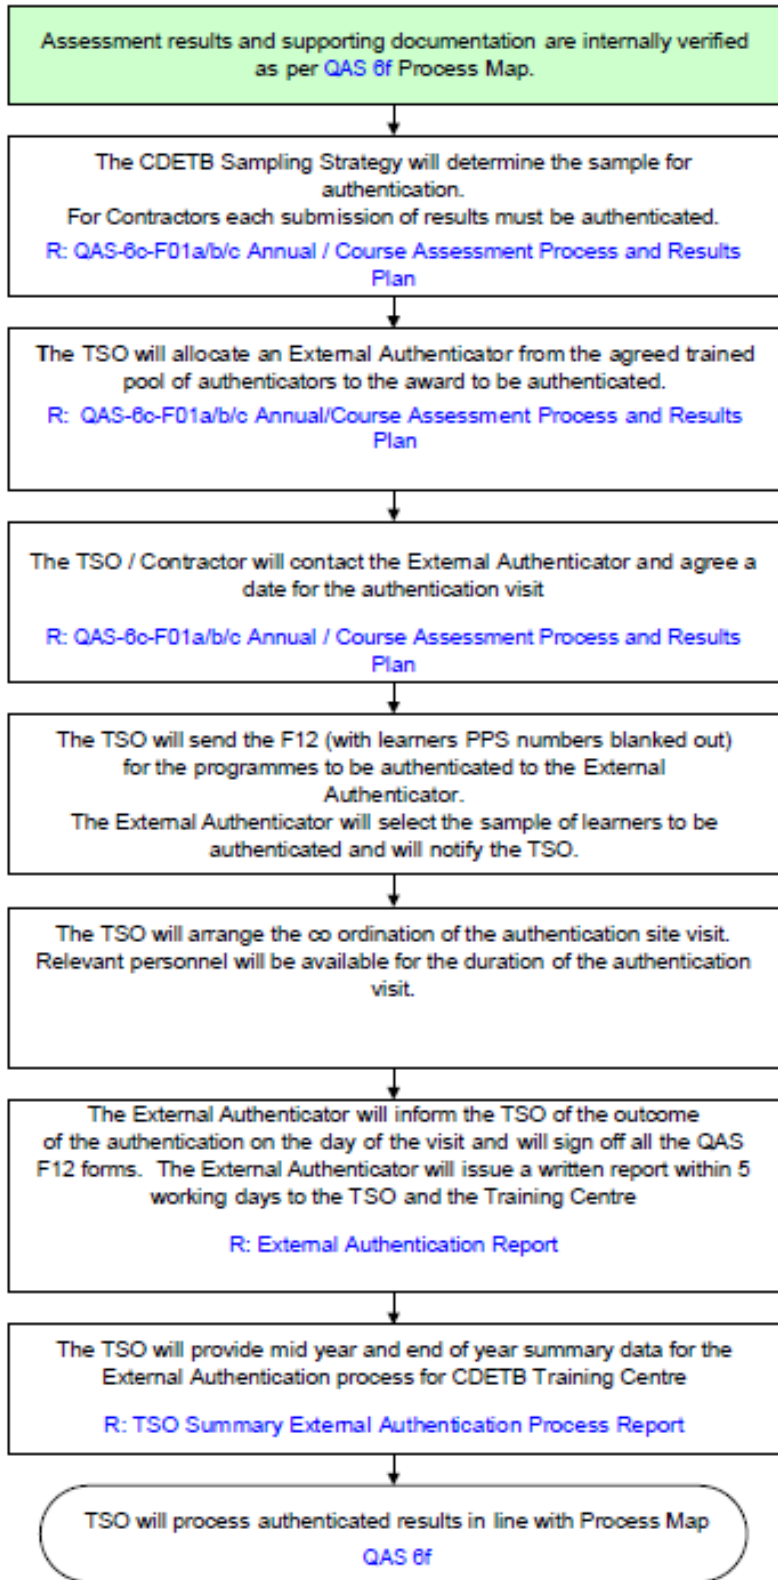 Assessment results and supporting documentation are internally verified
as per QAS 6f Process Map.
The CDETB Sampling Strategy will determine the sample for
authentication.
For Contractors each submission of results must be authenticated.
R: QAS-6c-F01a/b/c Annual / Course Assessment Process and Results
Plan
The TSO will allocate an External Authenticator from the agreed trained
pool of authenticators to the award to be authenticated.
R: QAS-6c-F01a/b/c Annual/Course Assessment Process and Results
Plan
The TSO / Contractor will contact the External Authenticator and agree a
date for the authentication visit
R: QAS-6c-F01a/b/c Annual / Course Assessment Process and Results
Plan
The TSO will send the F12 (with learners PPS numbers blanked out)
for the programmes to be authenticated to the External
Authenticator.
The External Authenticator will select the sample of learners to be
authenticated and will notify the TSO.
The TSO will arrange the co ordination of the authentication site visit.
Relevant personnel will be available for the duration of the authentication
visit.
The External Authenticator will inform the TSO of the outcome
of the authentication on the day of the visit and will sign off all the QAS
F12 forms. The External Authenticator will issue a written report within 5
working days to the TSO and the Training Centre
R: External Authentication Report
The TSO will provide mid year and end of year summary data for the
External Authentication process for CDETB Training Centre
R: TSO Summary External Authentication Process Report
TSO will process authenticated results in line with Process Map
QAS 6f